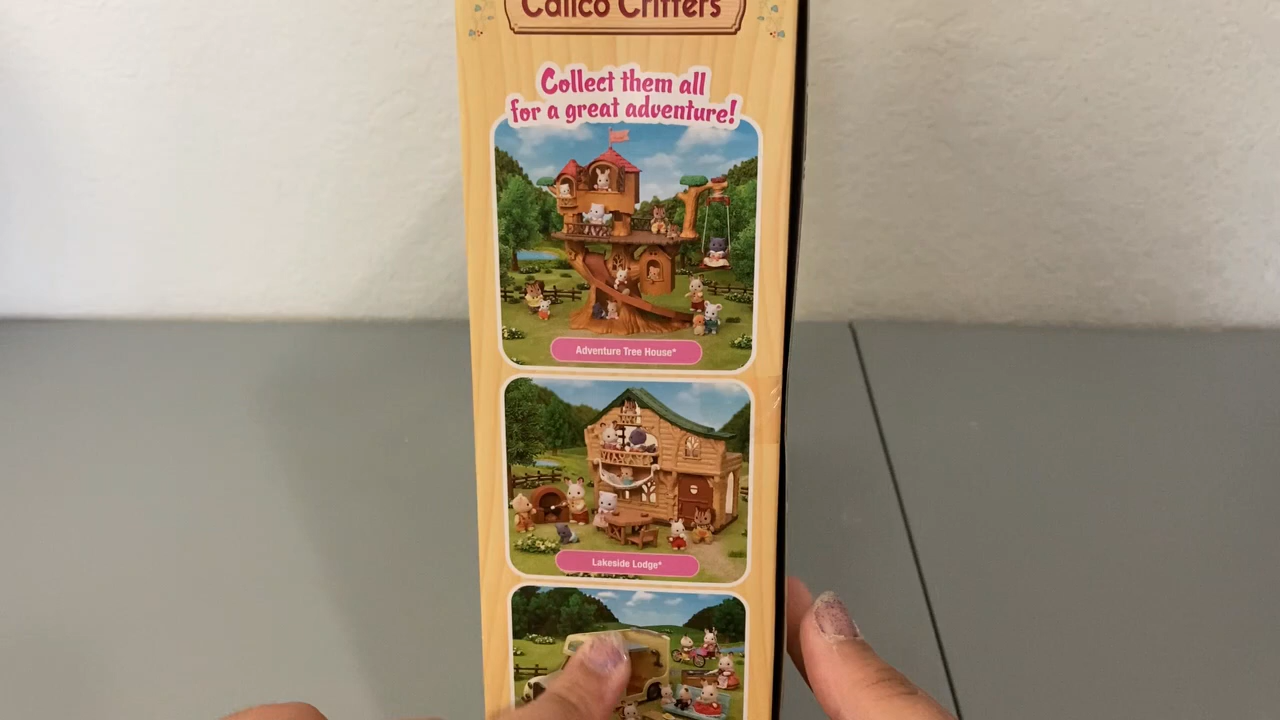 Calico Critters
Collect them all
for a great adventure!
Adventure Tree House*
Lakeside Lodge*